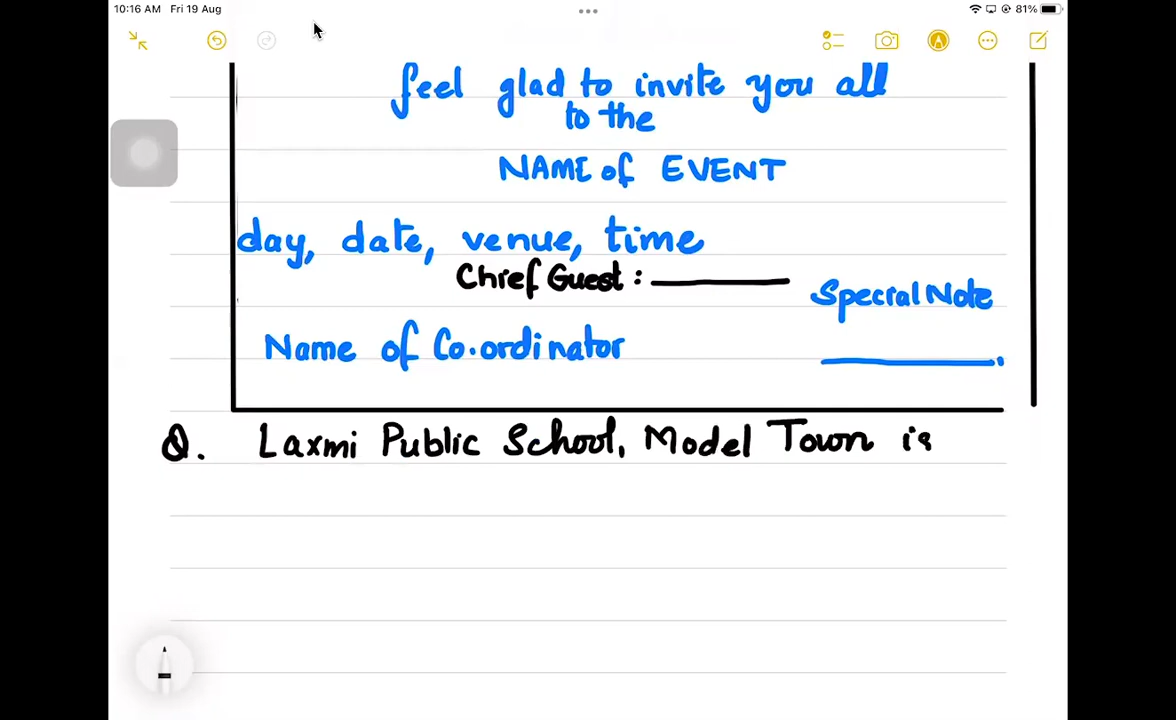 10:16 AM Fri 19 Aug
81%
feel glad to invite you all
to the
NAME of EVENT
day, date, venue, time
Chief Guest :
Special Note
Name of Co.ordinator
Q. Laxmi Public School, Model Town is